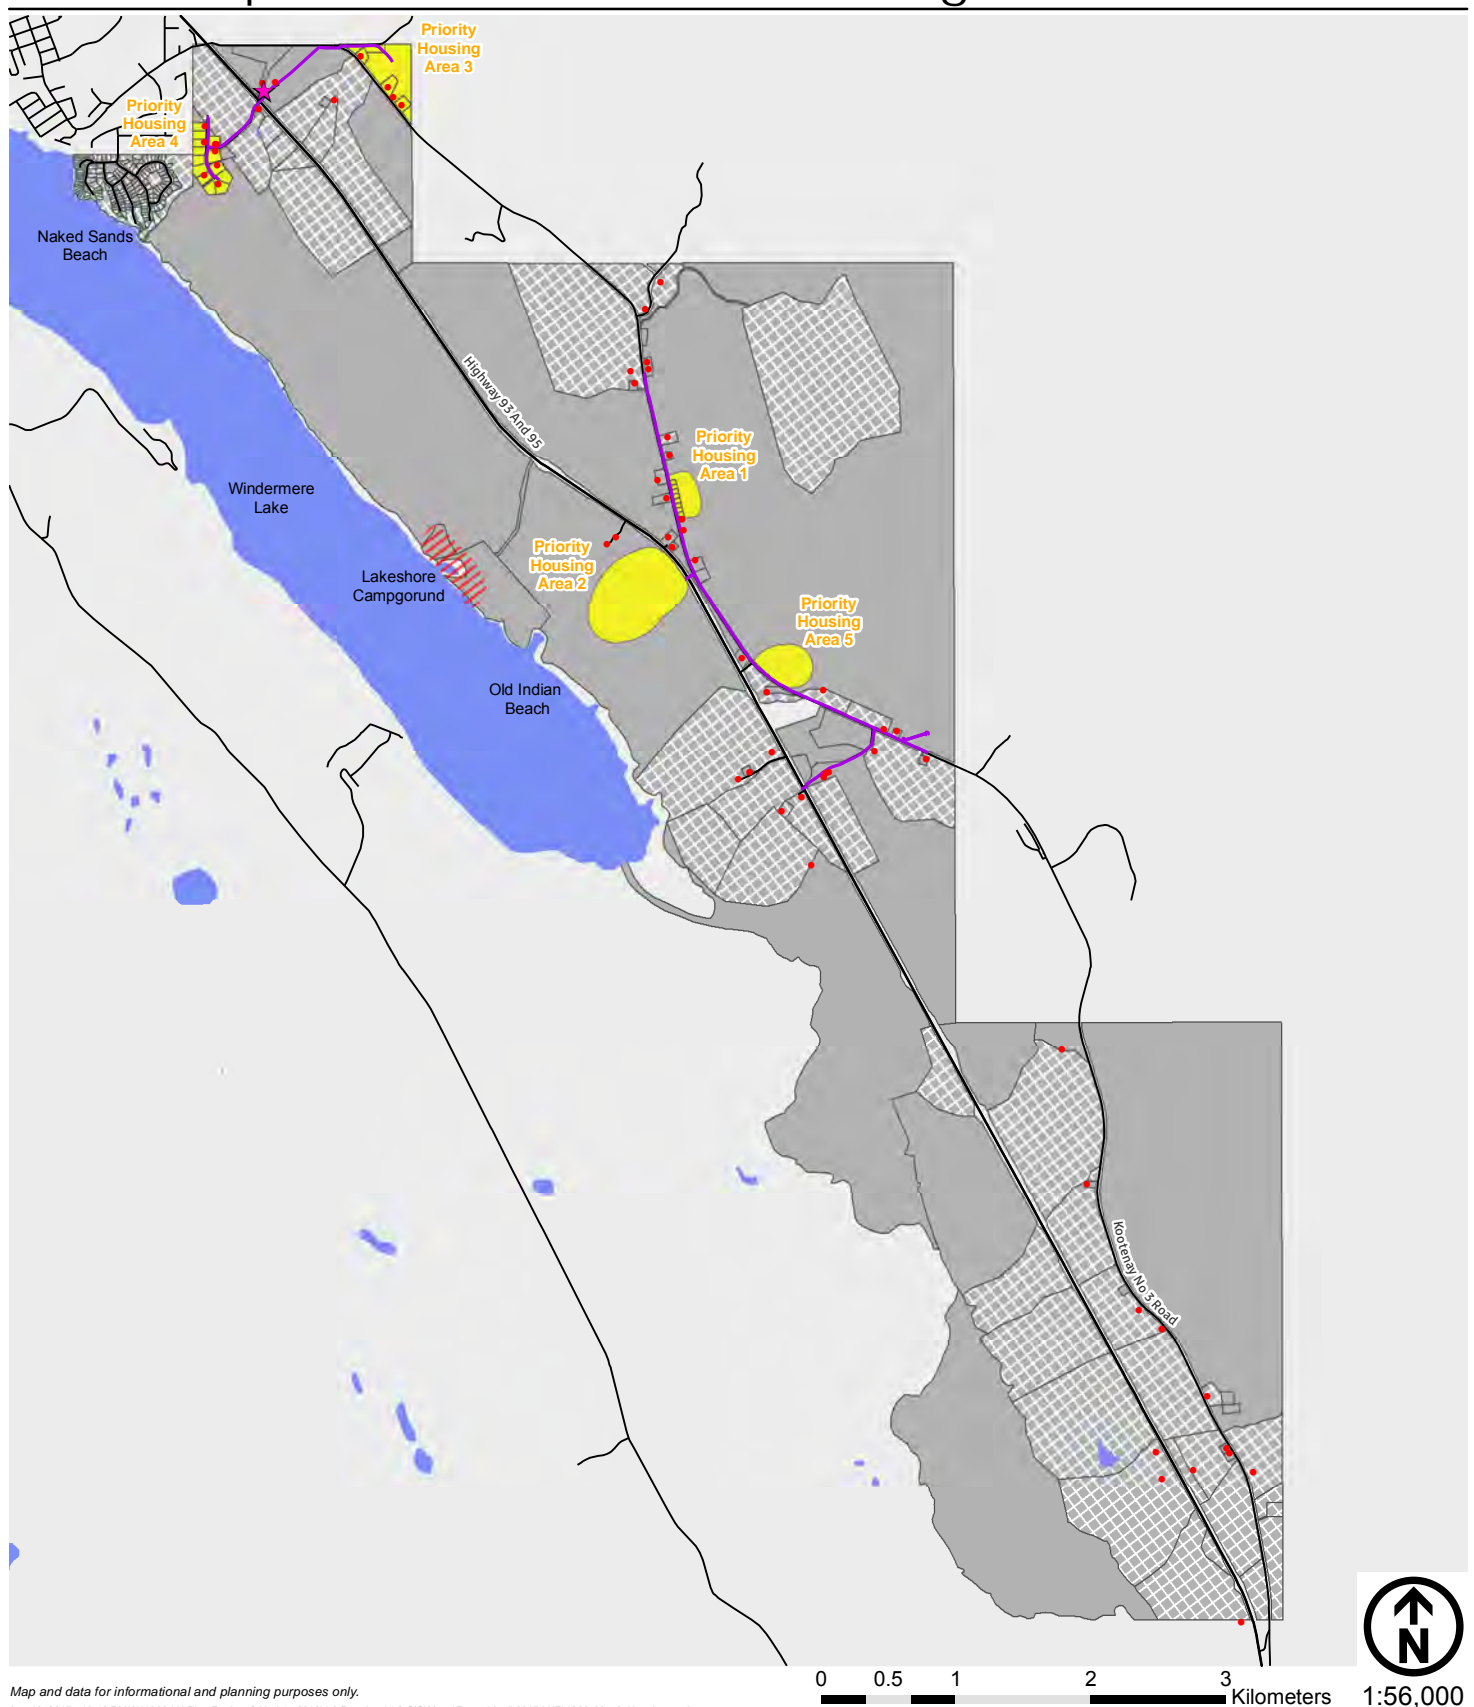 Priority
Housing
Area 3
Priority
Housing
Area 4
Naked Sands
Beach
Highway 93 And 95
Priority
Housing
Area 1
Windermere
Lake
Priority
Housing
Area 2
Lakeshore
Campgorund
Priority
Housing
Area 5
Old Indian
Beach
Kootenay No 3 Road
N
0 0.5 1 2 3
Kilometers
1:56,000
Map and data for informational and planning purposes only.